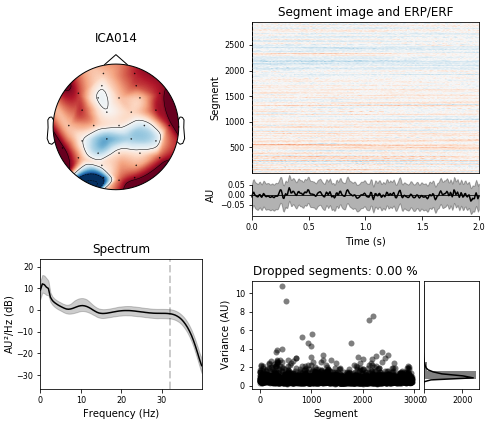 ICA014
Segment image and ERP/ERF
2500
2000
1500
1000
500
Segment
0.05
0.00
−0.05
AU
0.0 0.5 1.0 1.5 2.0
Time (s)
Spectrum
20
10
0
−10
−20
−30
AU²/Hz (dB)
0 10 20 30
Frequency (Hz)
Dropped segments: 0.00 %
10
8
6
4
2
0
Variance (AU)
0 1000 2000 3000 0 2000
Segment